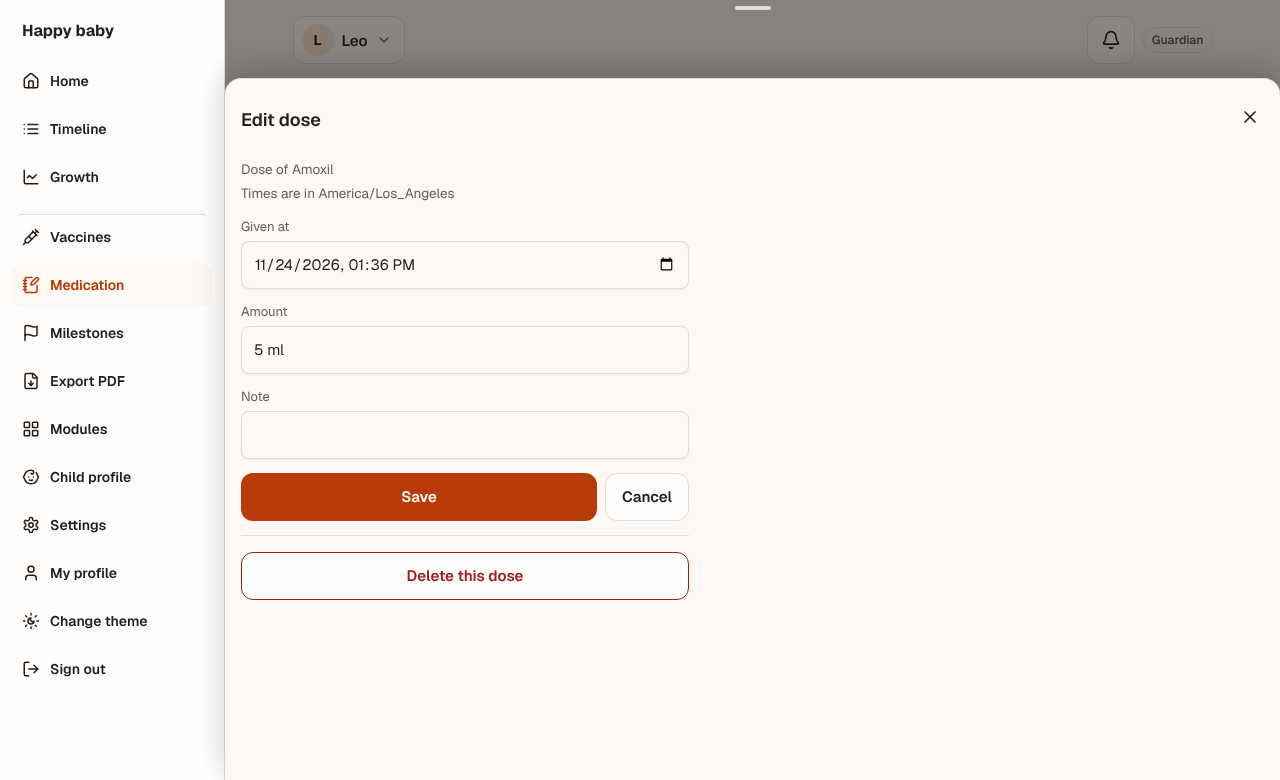 Happy baby
Home
Timeline
Growth
Vaccines
Medication
Milestones
Export PDF
Modules
Child profile
Settings
My profile
Change theme
Sign out
L Leo
Guardian
Edit dose
Dose of Amoxil
Times are in America/Los_Angeles
Given at
11/24/2026, 01:36 PM
Amount
5 ml
Note
Save Cancel
Delete this dose